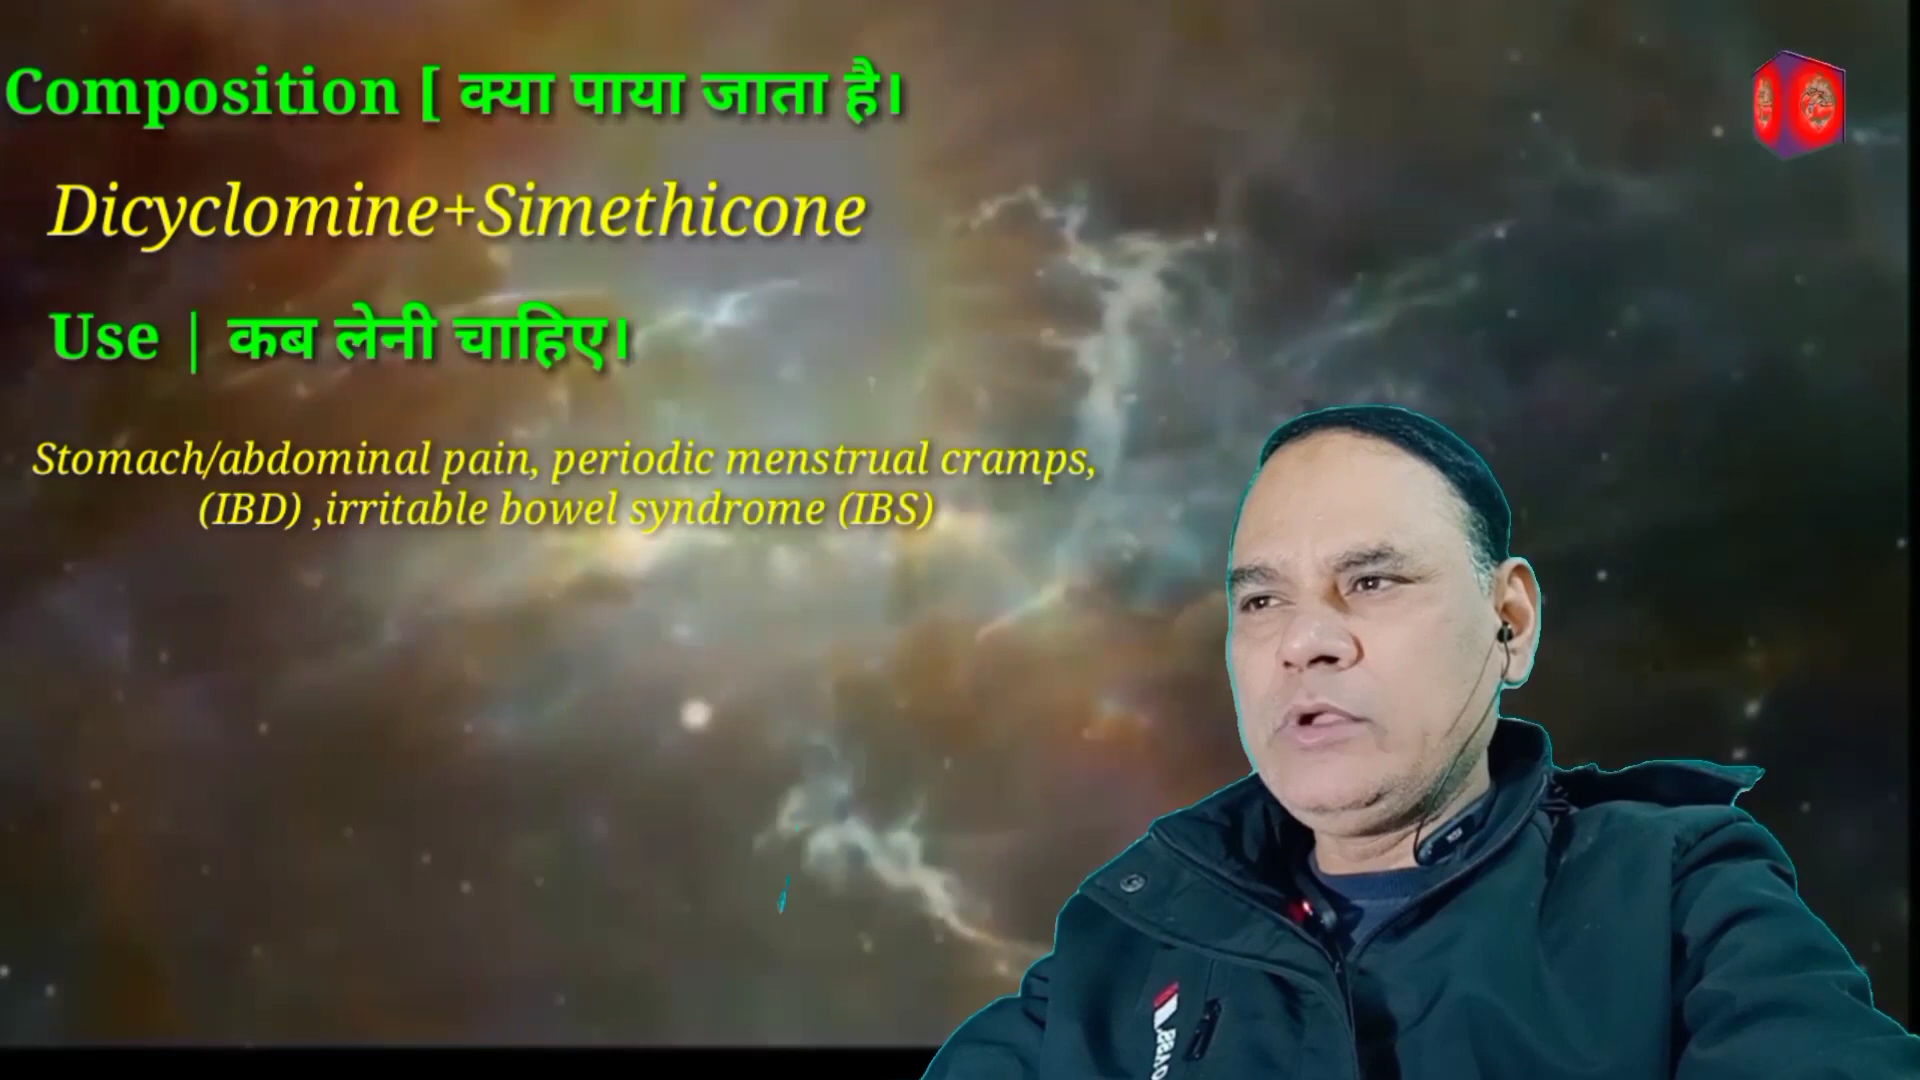 Composition [ क्या पाया जाता है।
Dicyclomine+Simethicone
Use | कब लेनी चाहिए।
Stomach/abdominal pain, periodic menstrual cramps,
(IBD) ,irritable bowel syndrome (IBS)